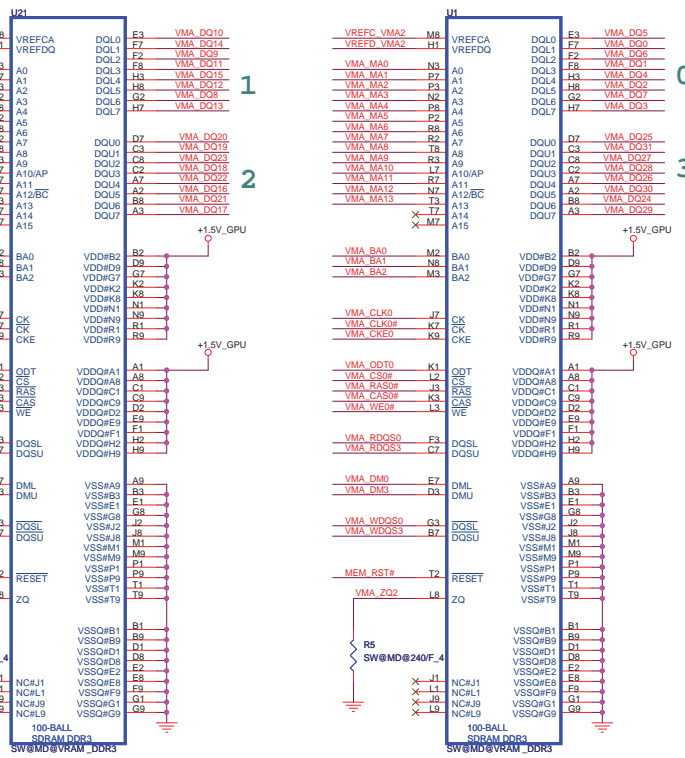 U21
VREFCA
VREFDQ
A0
A1
A2
A3
A4
A5
A6
A7
A8
A9
A10/AP
A11
A12/BC
A13
A14
A15
BA0
BA1
BA2
CK
CK
CKE
ODT
CS
RAS
CAS
WE
DQSL
DQSU
DML
DMU
DQSL
DQSU
RESET
ZQ
NC#J1
NC#L1
NC#J9
NC#L9
DQL0 E3 VMA_DQ10
DQL1 F7 VMA_DQ14
DQL2 F2 VMA_DQ9
DQL3 F8 VMA_DQ11
DQL4 H3 VMA_DQ15
DQL5 H8 VMA_DQ12
DQL6 G2 VMA_DQ8
DQL7 H7 VMA_DQ13
1
DQU0 D7 VMA_DQ20
DQU1 C3 VMA_DQ19
DQU2 C8 VMA_DQ23
DQU3 C2 VMA_DQ18
DQU4 A7 VMA_DQ22
DQU5 A2 VMA_DQ16
DQU6 B8 VMA_DQ21
DQU7 A3 VMA_DQ17
2
+1.5V_GPU
VDD#B2 B2
VDD#D9 D9
VDD#G7 G7
VDD#K2 K2
VDD#K8 K8
VDD#N1 N1
VDD#N9 N9
VDD#R1 R1
VDD#R9 R9
+1.5V_GPU
VDDQ#A1 A1
VDDQ#A8 A8
VDDQ#C1 C1
VDDQ#C9 C9
VDDQ#D2 D2
VDDQ#E9 E9
VDDQ#F1 F1
VDDQ#H2 H2
VDDQ#H9 H9
VSS#A9 A9
VSS#B3 B3
VSS#E1 E1
VSS#G8 G8
VSS#J2 J2
VSS#J8 J8
VSS#M1 M1
VSS#M9 M9
VSS#P1 P1
VSS#P9 P9
VSS#T1 T1
VSS#T9 T9
VSSQ#B1 B1
VSSQ#B9 B9
VSSQ#D1 D1
VSSQ#D8 D8
VSSQ#E2 E2
VSSQ#E8 E8
VSSQ#F9 F9
VSSQ#G1 G1
VSSQ#G9 G9
100-BALL
SDRAM DDR3
SW@MD@VRAM _DDR3
U1
VREFC_VMA2 M8 VREFCA
VREFD_VMA2 H1 VREFDQ
VMA_MA0 N3 A0
VMA_MA1 P7 A1
VMA_MA2 P3 A2
VMA_MA3 N2 A3
VMA_MA4 P8 A4
VMA_MA5 P2 A5
VMA_MA6 R8 A6
VMA_MA7 R2 A7
VMA_MA8 T8 A8
VMA_MA9 R3 A9
VMA_MA10 L7 A10/AP
VMA_MA11 R7 A11
VMA_MA12 N7 A12/BC
VMA_MA13 T3 A13
T7 A14
M7 A15
VMA_BA0 M2 BA0
VMA_BA1 N8 BA1
VMA_BA2 M3 BA2
VMA_CLK0 J7 CK
VMA_CLK0# K7 CK
VMA_CKE0 K9 CKE
VMA_ODT0 K1 ODT
VMA_CS0# L2 CS
VMA_RAS0# J3 RAS
VMA_CAS0# K3 CAS
VMA_WE0# L3 WE
VMA_RDQS0 F3 DQSL
VMA_RDQS3 C7 DQSU
VMA_DM0 E7 DML
VMA_DM3 D3 DMU
VMA_WDQS0 G3 DQSL
VMA_WDQS3 B7 DQSU
MEM_RST# T2 RESET
VMA_ZQ2 L8 ZQ
R5
SW@MD@240/F_4
J1 NC#J1
L1 NC#L1
J9 NC#J9
L9 NC#L9
DQL0 E3 VMA_DQ5
DQL1 F7 VMA_DQ0
DQL2 F2 VMA_DQ6
DQL3 F8 VMA_DQ1
DQL4 H3 VMA_DQ4
DQL5 H8 VMA_DQ2
DQL6 G2 VMA_DQ7
DQL7 H7 VMA_DQ3
0
DQU0 D7 VMA_DQ25
DQU1 C3 VMA_DQ31
DQU2 C8 VMA_DQ27
DQU3 C2 VMA_DQ28
DQU4 A7 VMA_DQ26
DQU5 A2 VMA_DQ30
DQU6 B8 VMA_DQ24
DQU7 A3 VMA_DQ29
3
+1.5V_GPU
VDD#B2 B2
VDD#D9 D9
VDD#G7 G7
VDD#K2 K2
VDD#K8 K8
VDD#N1 N1
VDD#N9 N9
VDD#R1 R1
VDD#R9 R9
+1.5V_GPU
VDDQ#A1 A1
VDDQ#A8 A8
VDDQ#C1 C1
VDDQ#C9 C9
VDDQ#D2 D2
VDDQ#E9 E9
VDDQ#F1 F1
VDDQ#H2 H2
VDDQ#H9 H9
VSS#A9 A9
VSS#B3 B3
VSS#E1 E1
VSS#G8 G8
VSS#J2 J2
VSS#J8 J8
VSS#M1 M1
VSS#M9 M9
VSS#P1 P1
VSS#P9 P9
VSS#T1 T1
VSS#T9 T9
VSSQ#B1 B1
VSSQ#B9 B9
VSSQ#D1 D1
VSSQ#D8 D8
VSSQ#E2 E2
VSSQ#E8 E8
VSSQ#F9 F9
VSSQ#G1 G1
VSSQ#G9 G9
100-BALL
SDRAM DDR3
SW@MD@VRAM _DDR3